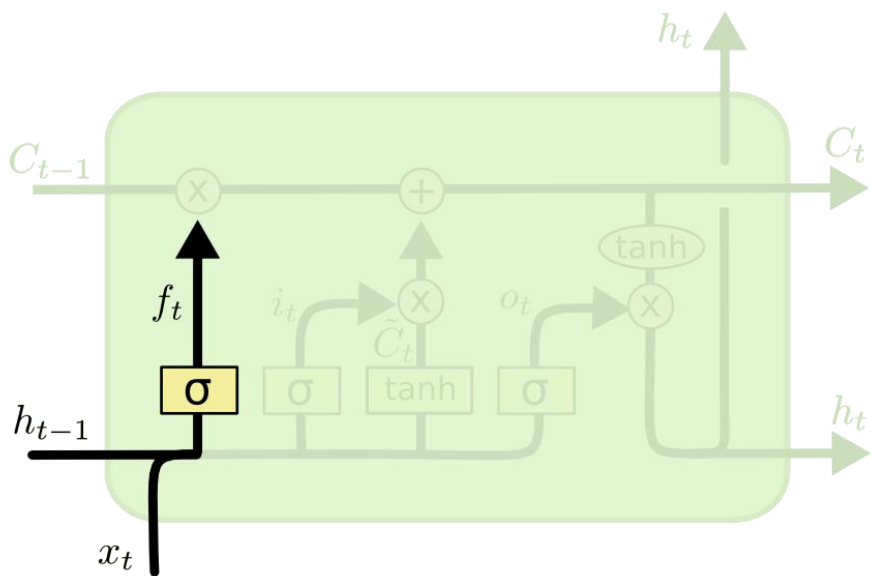 h_t
C_{t-1}
C_t
x
+
tanh
f_t
i_t
x
o_t
x
C̃_t
σ
σ
tanh
σ
h_{t-1}
h_t
x_t